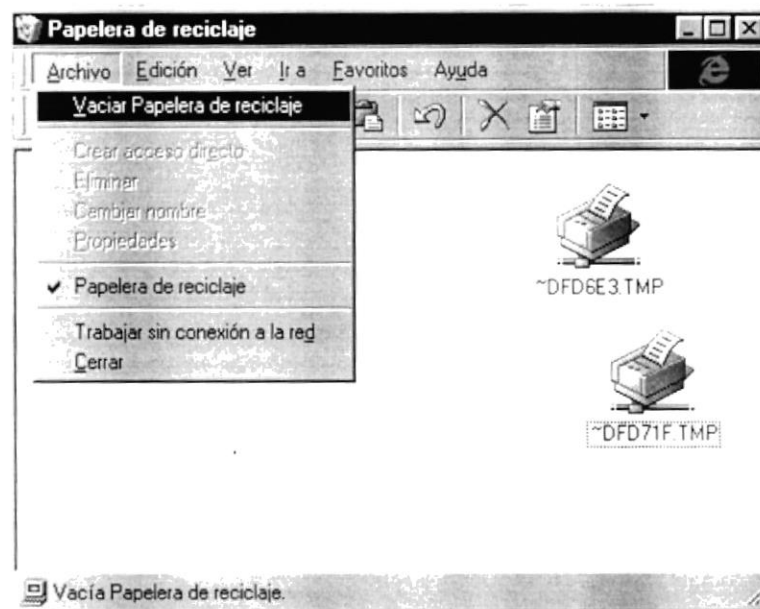 Papelera de reciclaje
Archivo Edición Ver Ir a Favoritos Ayuda
Vaciar Papelera de reciclaje
Crear acceso directo
Eliminar
Cambiar nombre
Propiedades
Papelera de reciclaje
Trabajar sin conexión a la red
Cerrar
~DFD6E3.TMP
~DFD71F.TMP
Vacía Papelera de reciclaje.